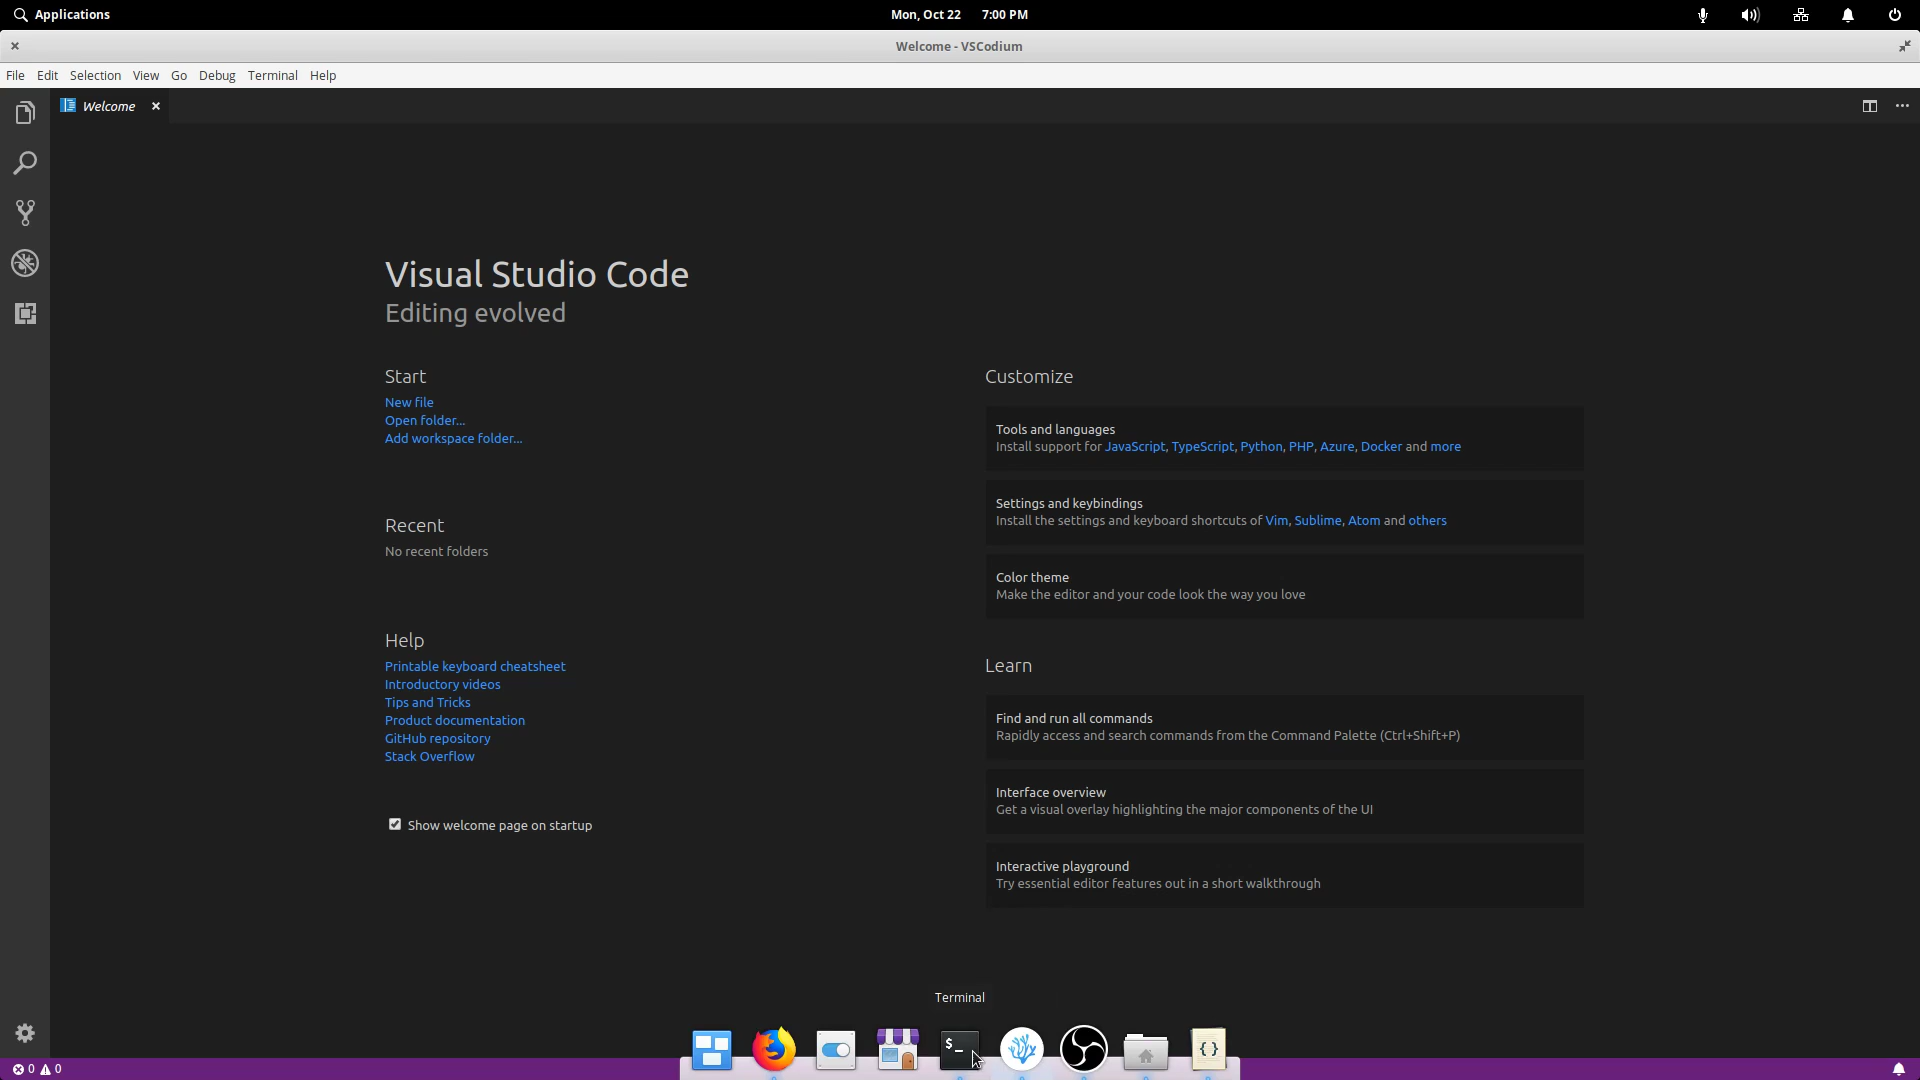 Applications
Mon, Oct 22 7:00 PM
Welcome - VSCodium
File Edit Selection View Go Debug Terminal Help
Welcome
Visual Studio Code
Editing evolved
Start
New file
Open folder...
Add workspace folder...
Recent
No recent folders
Help
Printable keyboard cheatsheet
Introductory videos
Tips and Tricks
Product documentation
GitHub repository
Stack Overflow
Show welcome page on startup
Customize
Tools and languages
Install support for JavaScript, TypeScript, Python, PHP, Azure, Docker and more
Settings and keybindings
Install the settings and keyboard shortcuts of Vim, Sublime, Atom and others
Color theme
Make the editor and your code look the way you love
Learn
Find and run all commands
Rapidly access and search commands from the Command Palette (Ctrl+Shift+P)
Interface overview
Get a visual overlay highlighting the major components of the UI
Interactive playground
Try essential editor features out in a short walkthrough
Terminal
$ _
{}
0 0